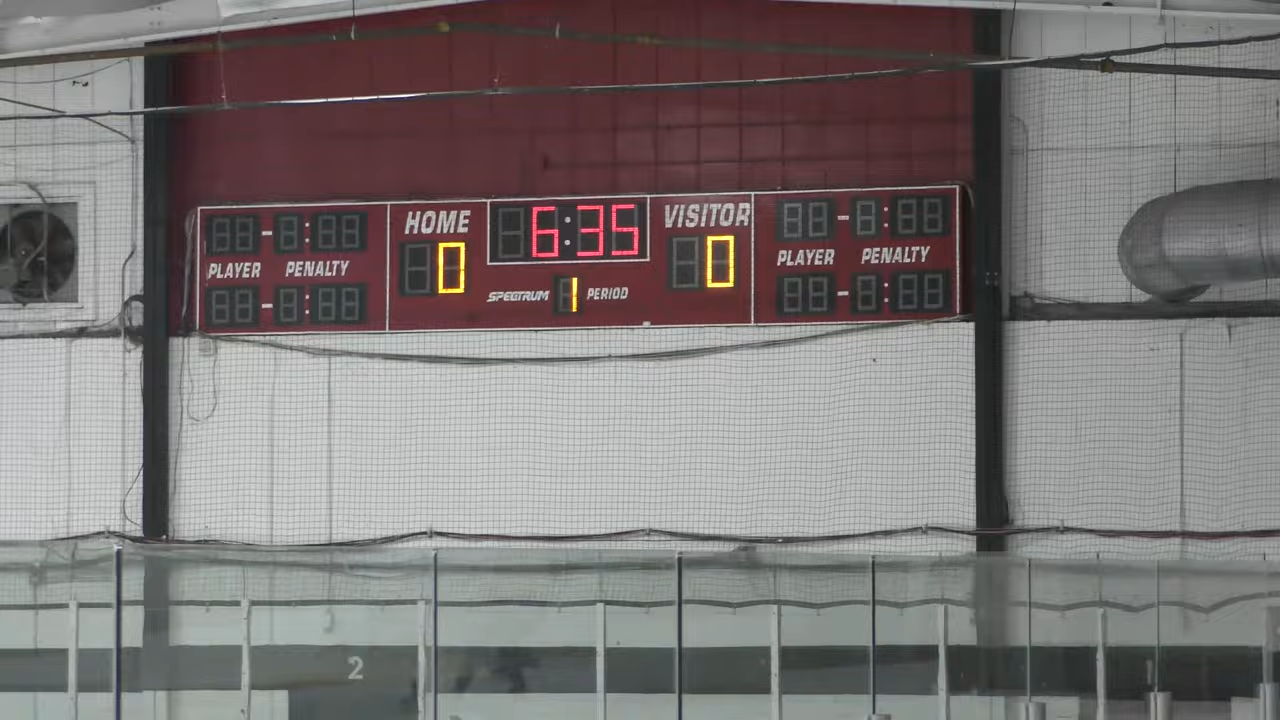 HOME 6:35 VISITOR
0 0
PLAYER PENALTY
PLAYER PENALTY
SPECTRUM 1 PERIOD
2